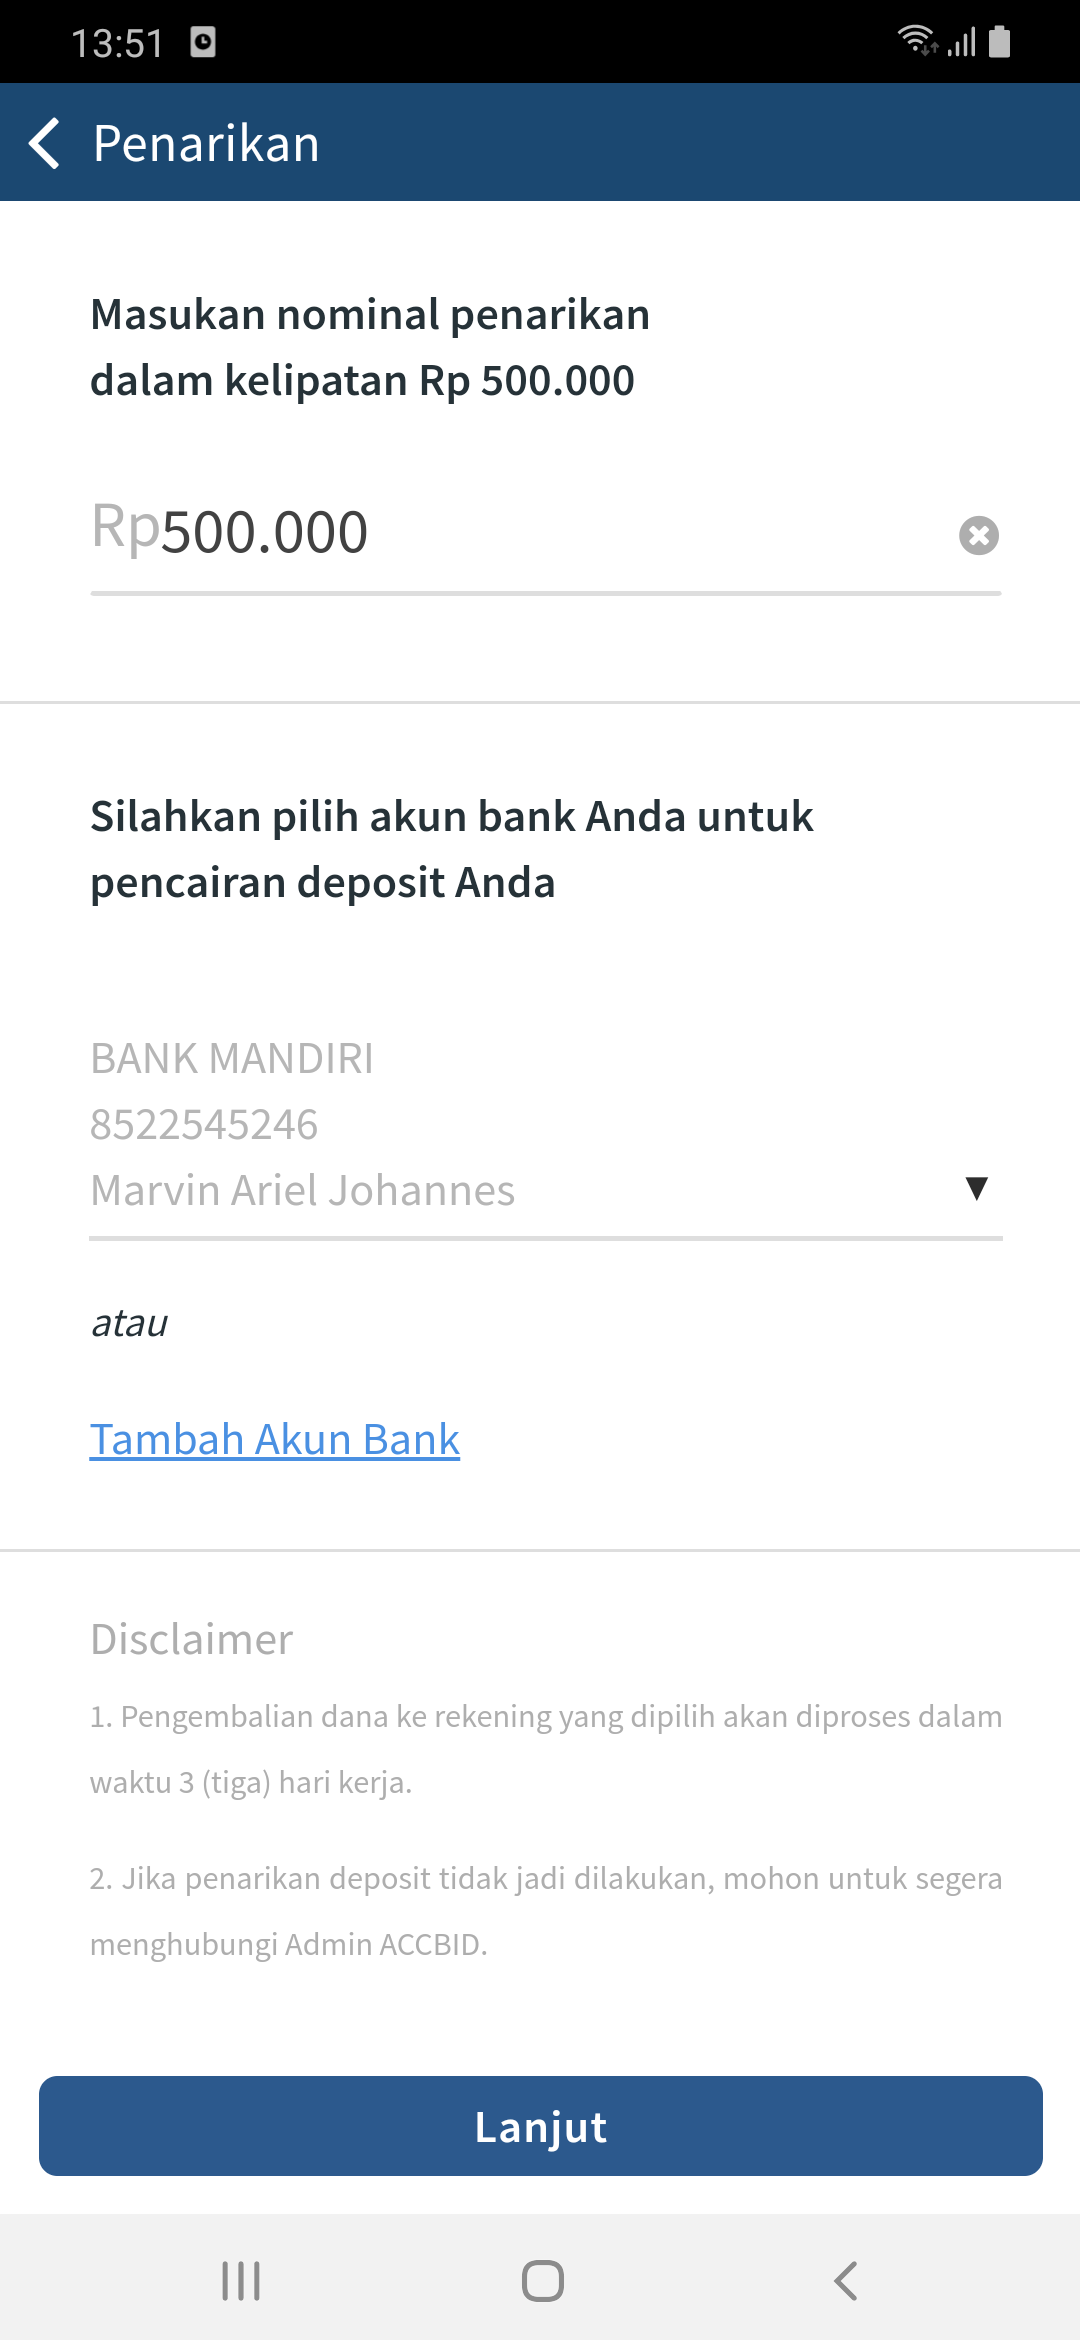 13:51
Penarikan
Masukan nominal penarikan
dalam kelipatan Rp 500.000
Rp500.000
Silahkan pilih akun bank Anda untuk
pencairan deposit Anda
BANK MANDIRI
8522545246
Marvin Ariel Johannes
atau
Tambah Akun Bank
Disclaimer
1. Pengembalian dana ke rekening yang dipilih akan diproses dalam
waktu 3 (tiga) hari kerja.
2. Jika penarikan deposit tidak jadi dilakukan, mohon untuk segera
menghubungi Admin ACCBID.
Lanjut